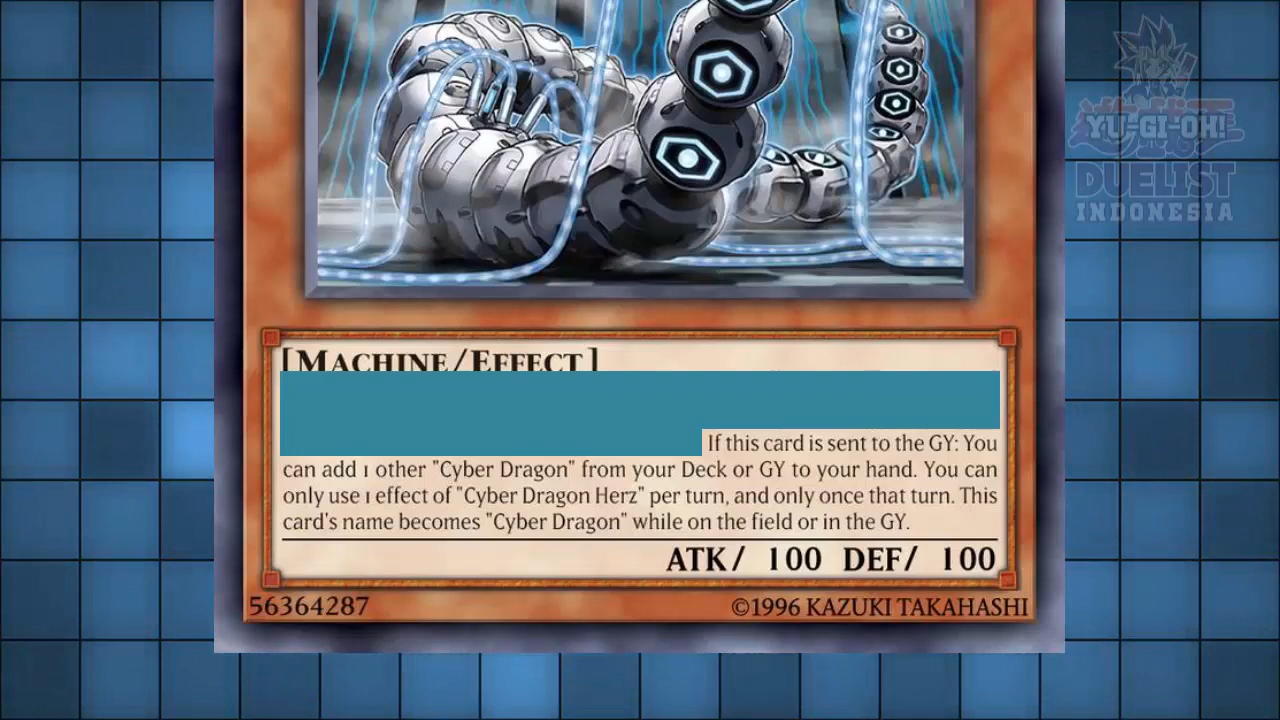 YU-GI-OH!
DUELIST
INDONESIA
[MACHINE/EFFECT]
If this card is sent to the GY: You
can add 1 other "Cyber Dragon" from your Deck or GY to your hand. You can
only use 1 effect of "Cyber Dragon Herz" per turn, and only once that turn. This
card's name becomes "Cyber Dragon" while on the field or in the GY.
ATK/ 100 DEF/ 100
56364287
©1996 KAZUKI TAKAHASHI